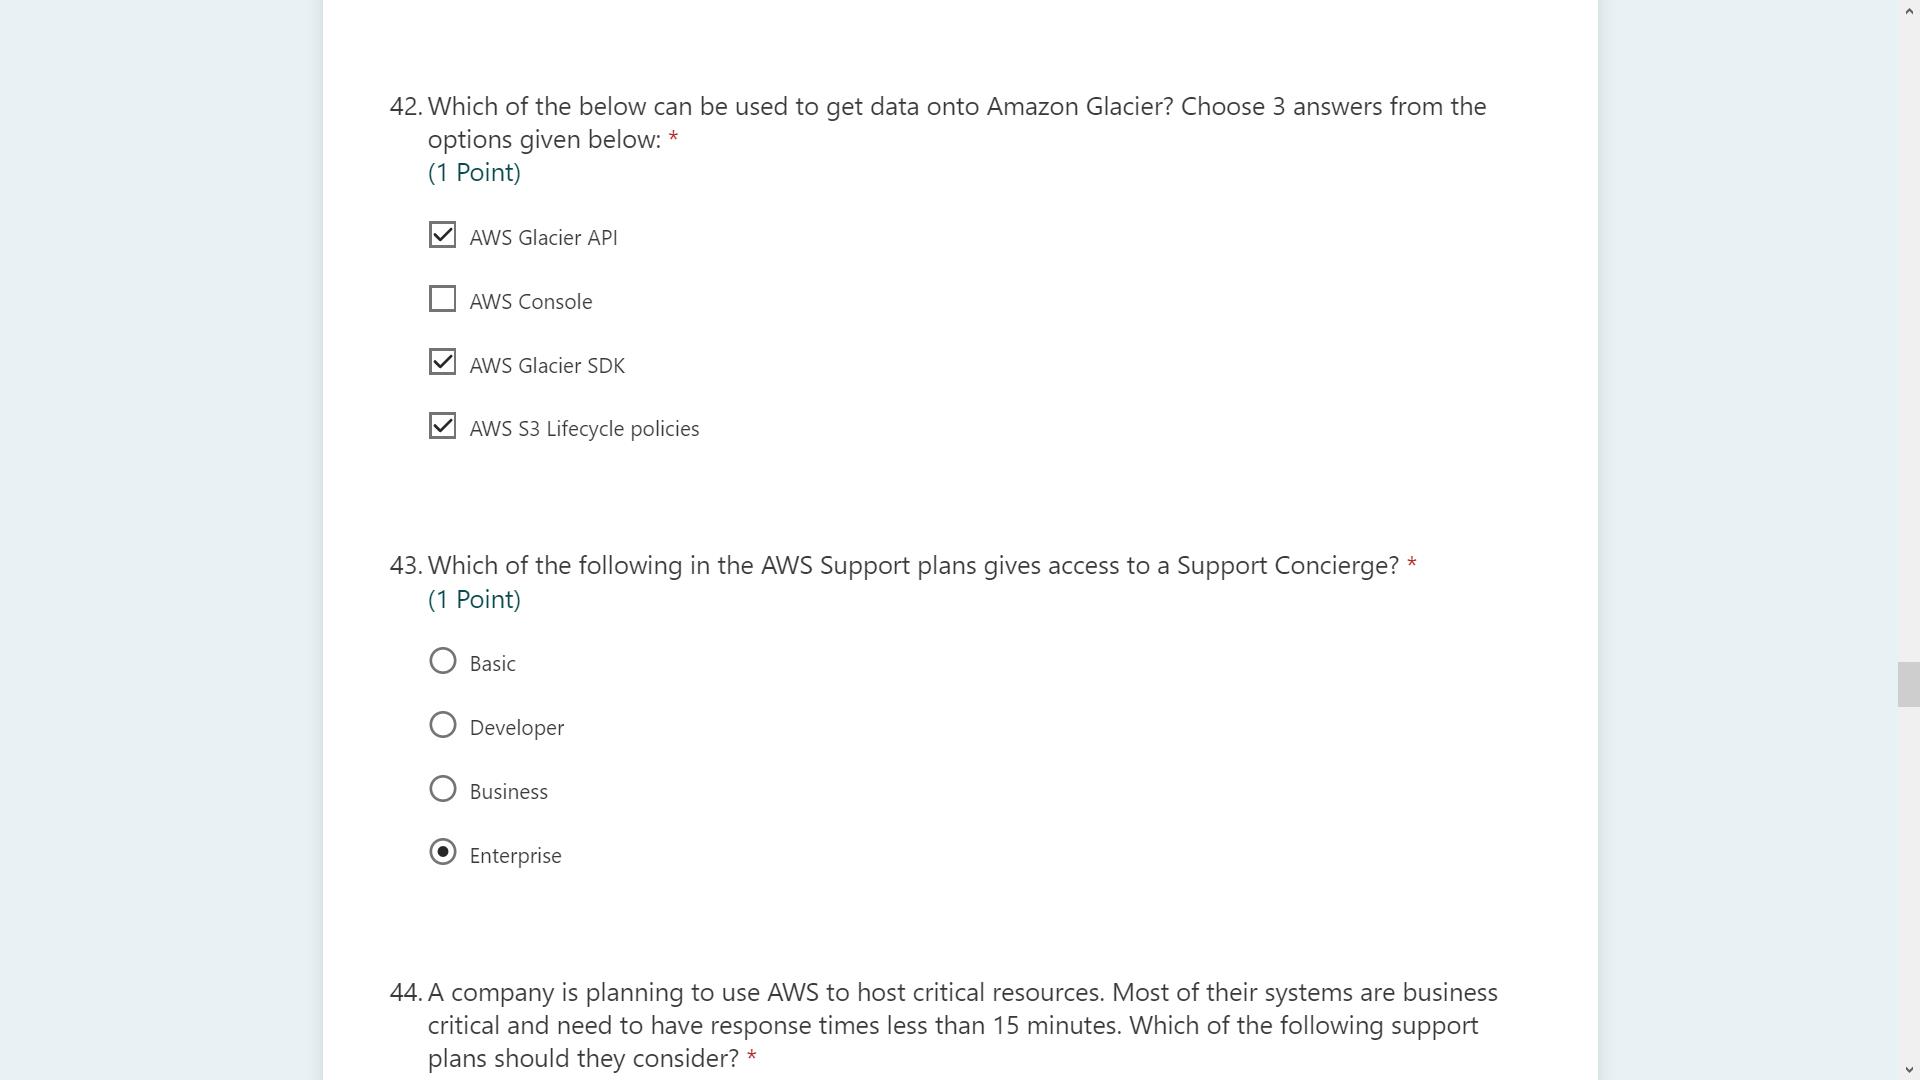 42. Which of the below can be used to get data onto Amazon Glacier? Choose 3 answers from the
options given below: *
(1 Point)
AWS Glacier API
AWS Console
AWS Glacier SDK
AWS S3 Lifecycle policies
43. Which of the following in the AWS Support plans gives access to a Support Concierge? *
(1 Point)
Basic
Developer
Business
Enterprise
44. A company is planning to use AWS to host critical resources. Most of their systems are business
critical and need to have response times less than 15 minutes. Which of the following support
plans should they consider? *